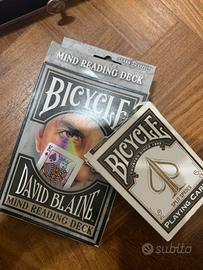 MIND READING DECK
BICYCLE
DAVID BLAINE
MIND READING DECK
BICYCLE
PLAYING CARDS
subito